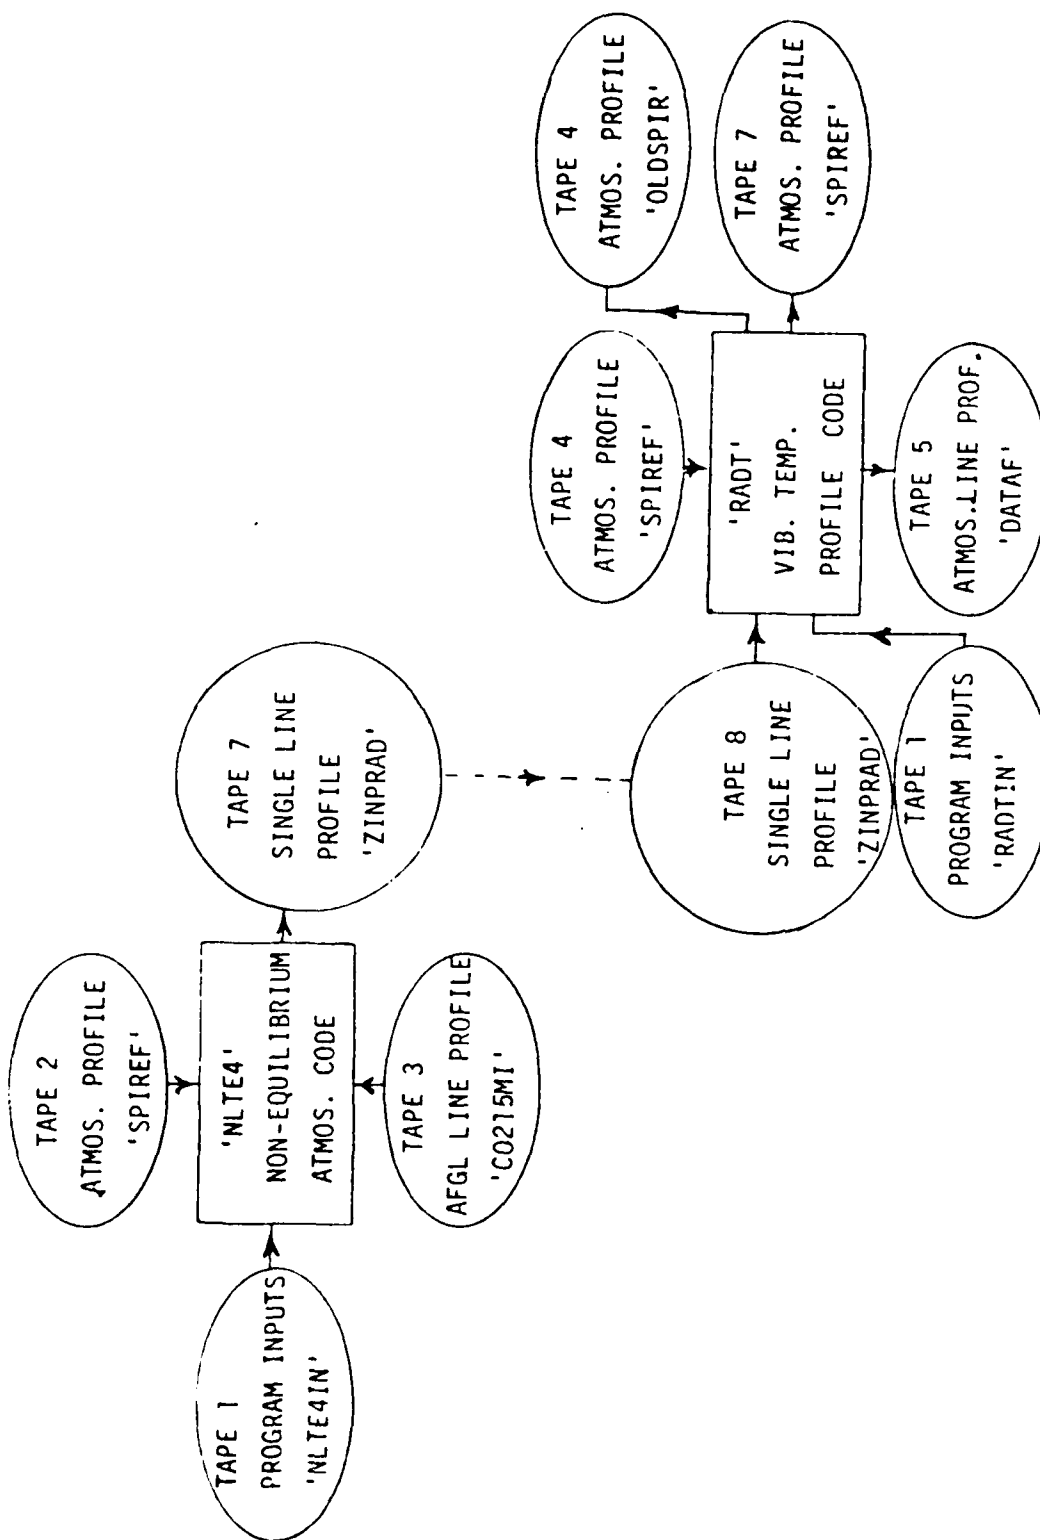 TAPE 1
PROGRAM INPUTS
'NLTE4IN'
TAPE 2
ATMOS. PROFILE
'SPIREF'
'NLTE4'
NON-EQUILIBRIUM
ATMOS. CODE
TAPE 3
AFGL LINE PROFILE
'CO215MI'
TAPE 7
SINGLE LINE
PROFILE
'ZINPRAD'
TAPE 8
SINGLE LINE
PROFILE
'ZINPRAD'
TAPE 1
PROGRAM INPUTS
'RADTIN'
TAPE 4
ATMOS. PROFILE
'SPIREF'
'RADT'
VIB. TEMP.
PROFILE CODE
TAPE 5
ATMOS.LINE PROF.
'DATAF'
TAPE 4
ATMOS. PROFILE
'OLDSPIR'
TAPE 7
ATMOS. PROFILE
'SPIREF'